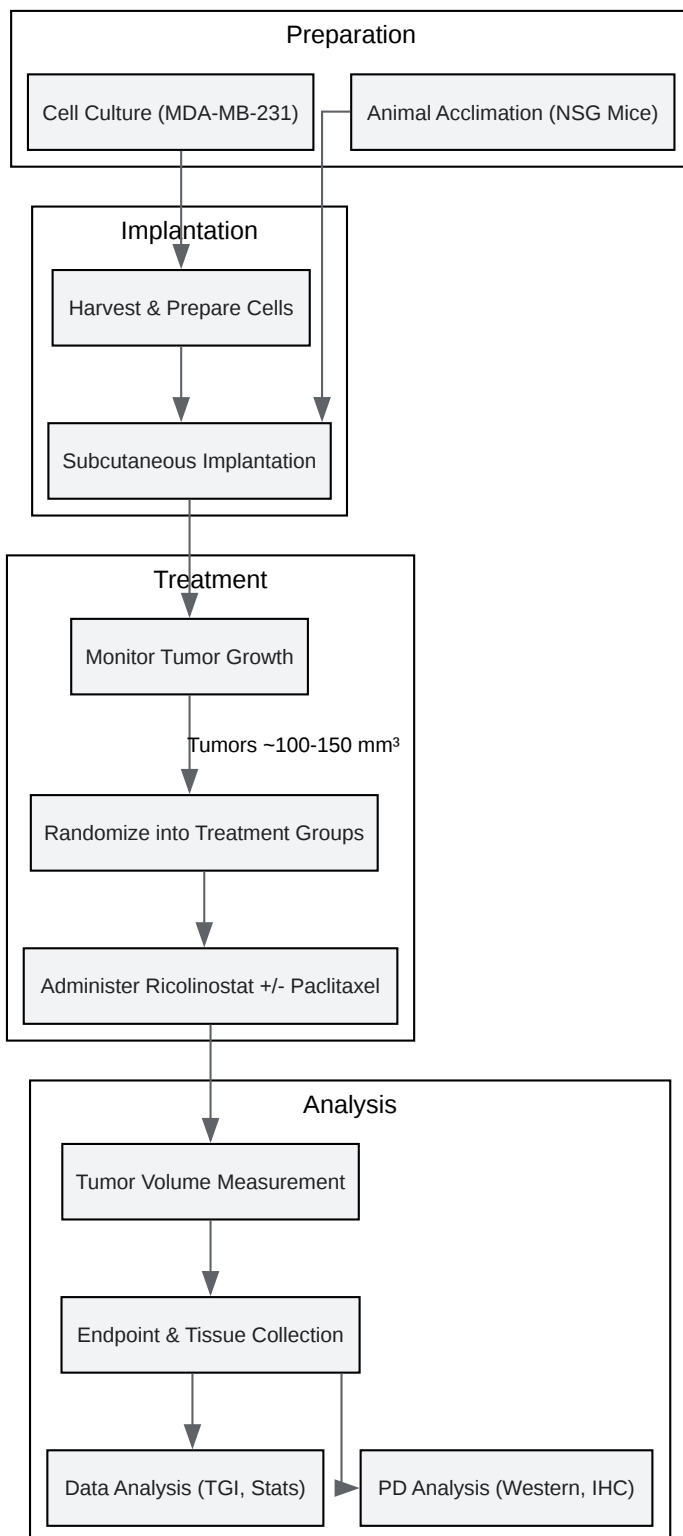 Preparation
Cell Culture (MDA-MB-231)
Animal Acclimation (NSG Mice)
Implantation
Harvest & Prepare Cells
Subcutaneous Implantation
Treatment
Monitor Tumor Growth
Tumors ~100-150 mm³
Randomize into Treatment Groups
Administer Ricolinostat +/- Paclitaxel
Analysis
Tumor Volume Measurement
Endpoint & Tissue Collection
Data Analysis (TGI, Stats)
PD Analysis (Western, IHC)